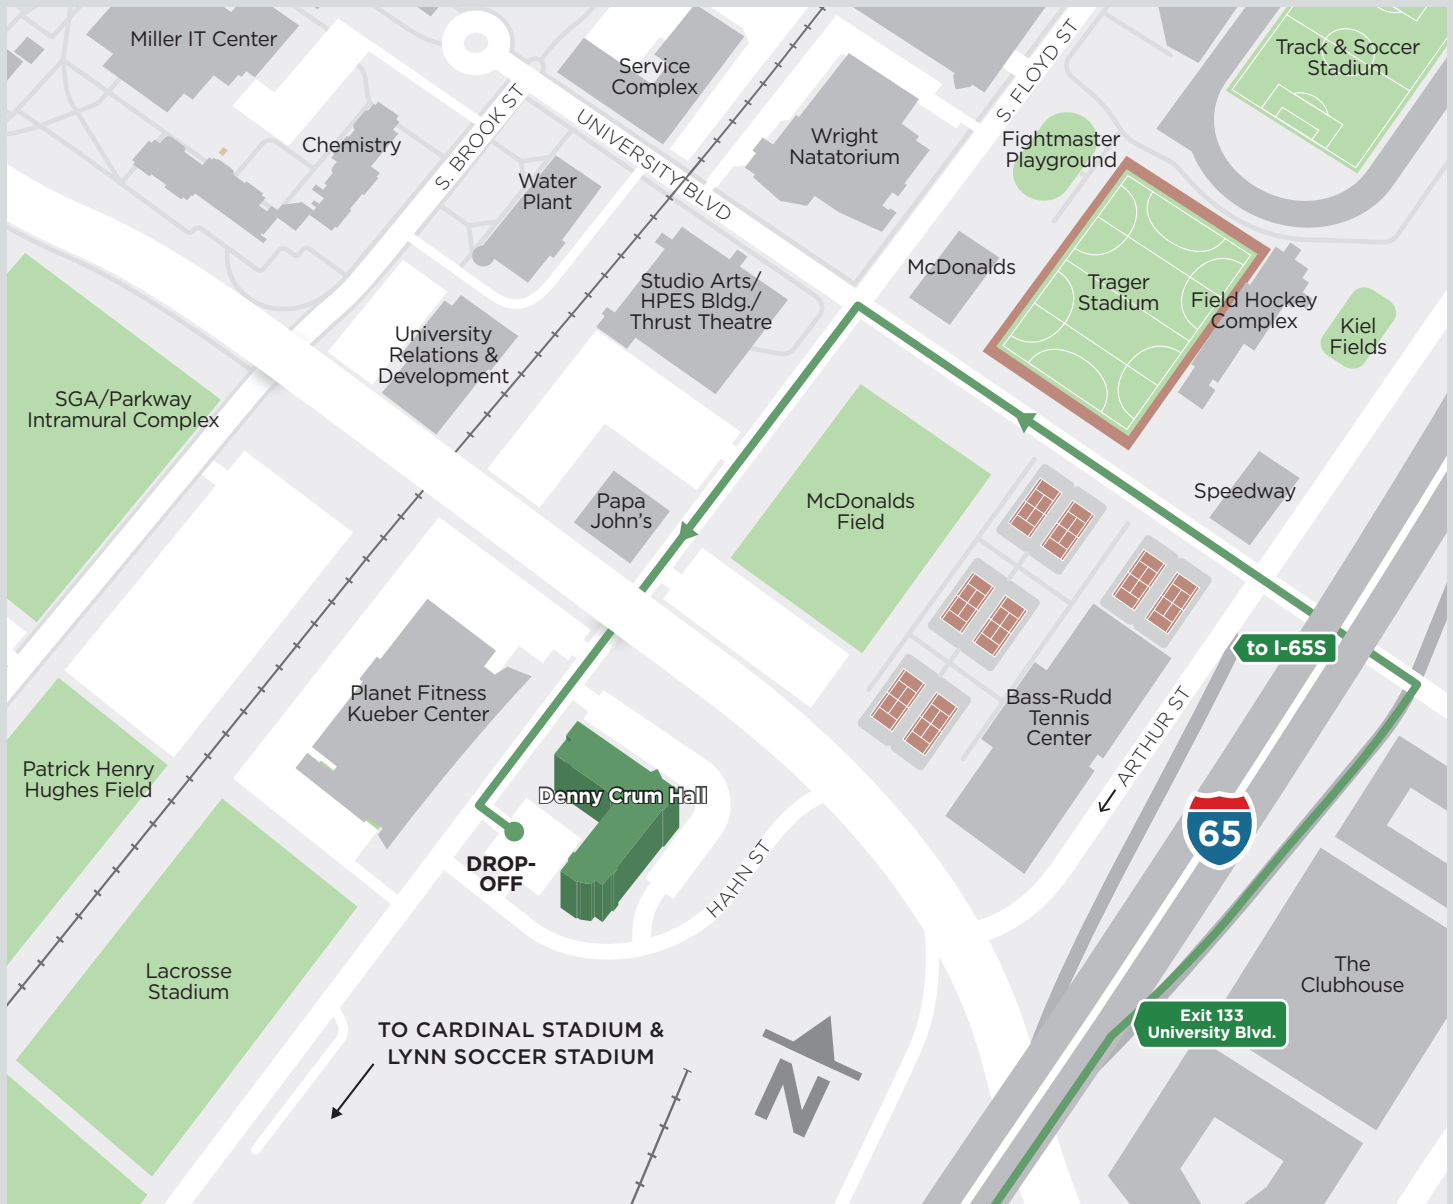 Miller IT Center
Service
Complex
S. FLOYD ST
Track & Soccer
Stadium
Chemistry
S. BROOK ST
UNIVERSITY BLVD
Wright
Natatorium
Fightmaster
Playground
Water
Plant
McDonalds
Studio Arts/
HPES Bldg./
Thrust Theatre
Trager
Stadium
Field Hockey
Complex
Kiel
Fields
University
Relations &
Development
SGA/Parkway
Intramural Complex
Papa
John's
McDonalds
Field
Speedway
to I-65S
Planet Fitness
Kueber Center
Bass-Rudd
Tennis
Center
ARTHUR ST
Patrick Henry
Hughes Field
Denny Crum Hall
65
DROP-
OFF
HAHN ST
Lacrosse
Stadium
The
Clubhouse
Exit 133
University Blvd.
TO CARDINAL STADIUM &
LYNN SOCCER STADIUM
N